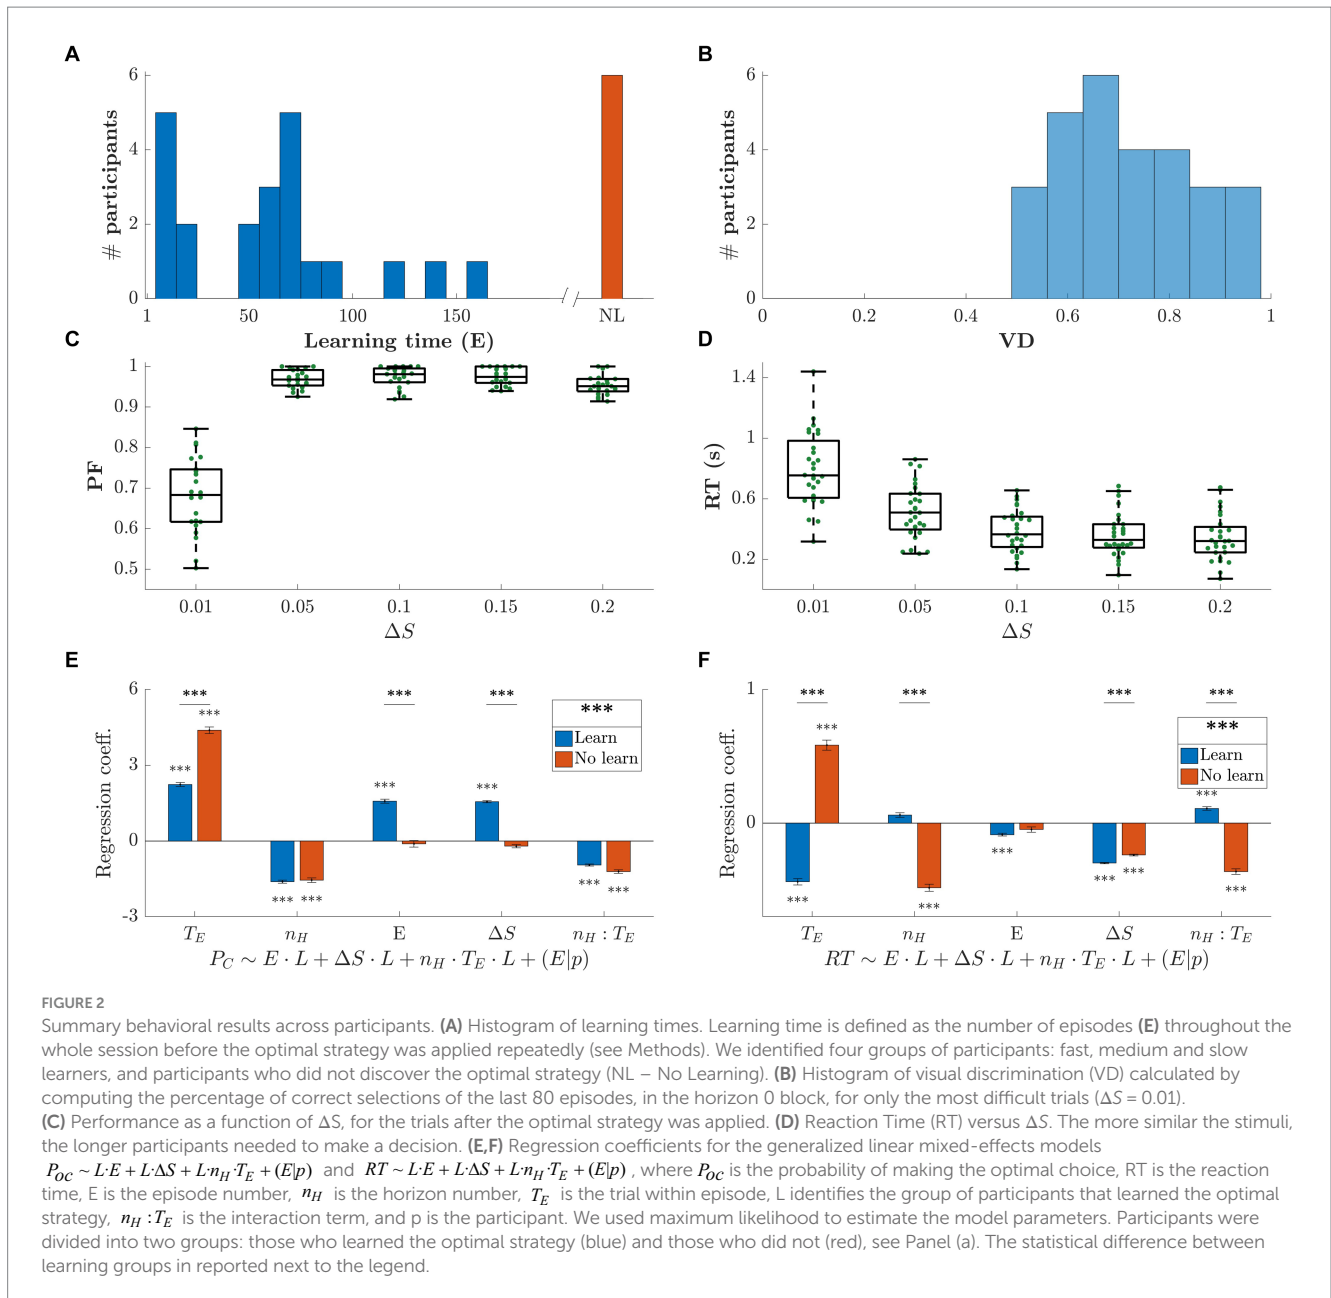 A
6
4
2
0
# participants
1
50
100
150
NL
Learning time (E)
B
6
4
2
0
# participants
0
0.2
0.4
0.6
0.8
1
VD
C
1
0.9
0.8
0.7
0.6
0.5
PF
0.01
0.05
0.1
0.15
0.2
ΔS
D
1.4
1
0.6
0.2
RT (s)
0.01
0.05
0.1
0.15
0.2
ΔS
E
6
3
0
-3
Regression coeff.
***
***
***
***
***
***
***
***
***
***
***
***
Learn
No learn
T_E
n_H
E
ΔS
n_H : T_E
P_C ∼ E · L + ΔS · L + n_H · T_E · L + (E|p)
F
1
0
Regression coeff.
***
***
***
***
***
***
***
***
***
***
***
***
***
Learn
No learn
T_E
n_H
E
ΔS
n_H : T_E
RT ∼ E · L + ΔS · L + n_H · T_E · L + (E|p)
FIGURE 2
Summary behavioral results across participants. (A) Histogram of learning times. Learning time is defined as the number of episodes (E) throughout the
whole session before the optimal strategy was applied repeatedly (see Methods). We identified four groups of participants: fast, medium and slow
learners, and participants who did not discover the optimal strategy (NL – No Learning). (B) Histogram of visual discrimination (VD) calculated by
computing the percentage of correct selections of the last 80 episodes, in the horizon 0 block, for only the most difficult trials (ΔS = 0.01).
(C) Performance as a function of ΔS, for the trials after the optimal strategy was applied. (D) Reaction Time (RT) versus ΔS. The more similar the stimuli,
the longer participants needed to make a decision. (E,F) Regression coefficients for the generalized linear mixed-effects models
P_OC ~ L·E + L·ΔS + L·n_H·T_E + (E|p) and RT ~ L·E + L·ΔS + L·n_H·T_E + (E|p) , where P_OC is the probability of making the optimal choice, RT is the reaction
time, E is the episode number, n_H is the horizon number, T_E is the trial within episode, L identifies the group of participants that learned the optimal
strategy, n_H : T_E is the interaction term, and p is the participant. We used maximum likelihood to estimate the model parameters. Participants were
divided into two groups: those who learned the optimal strategy (blue) and those who did not (red), see Panel (a). The statistical difference between
learning groups in reported next to the legend.